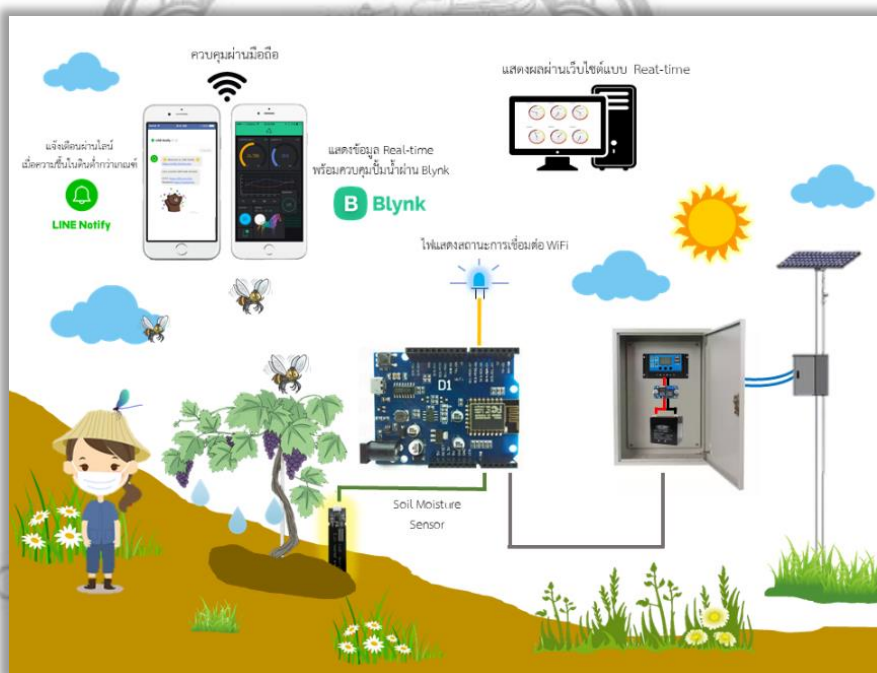 ควบคุมผ่านมือถือ
แสดงผลผ่านเว็บไซต์แบบ Reat-time
แจ้งเตือนผ่านไลน์
เมื่อความชื้นในดินต่ำกว่าเกณฑ์
LINE Notify
แสดงข้อมูล Real-time
พร้อมควบคุมปั้มน้ำผ่าน Blynk
B Blynk
ไฟแสดงสถานะการเชื่อมต่อ WiFi
D1
Soil Moisture
Sensor